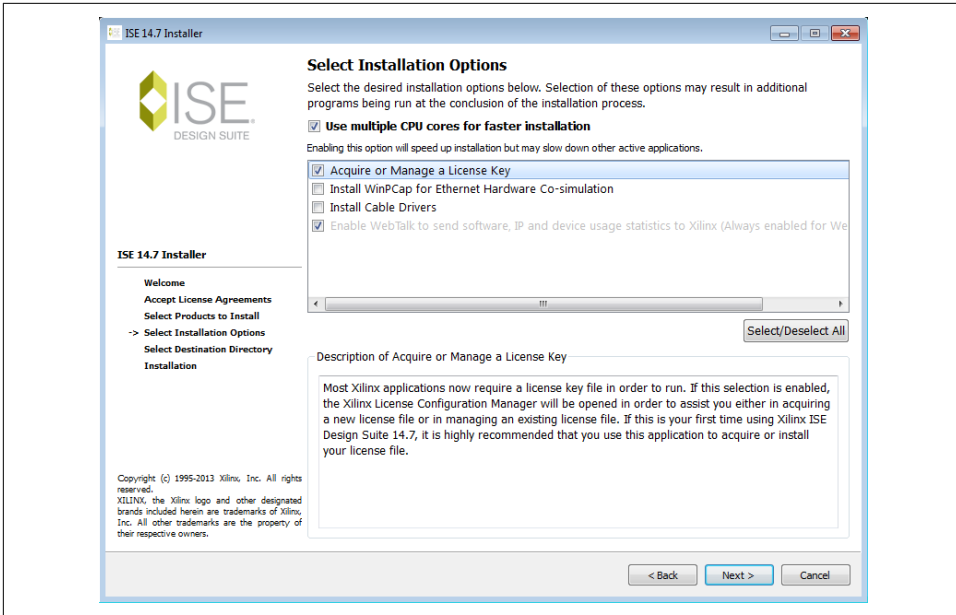 ISE 14.7 Installer
ISE
DESIGN SUITE
ISE 14.7 Installer
Welcome
Accept License Agreements
Select Products to Install
-> Select Installation Options
Select Destination Directory
Installation
Copyright (c) 1995-2013 Xilinx, Inc. All rights
reserved.
XILINX, the Xilinx logo and other designated
brands included herein are trademarks of Xilinx,
Inc. All other trademarks are the property of
their respective owners.
Select Installation Options
Select the desired installation options below. Selection of these options may result in additional
programs being run at the conclusion of the installation process.
Use multiple CPU cores for faster installation
Enabling this option will speed up installation but may slow down other active applications.
Acquire or Manage a License Key
Install WinPCap for Ethernet Hardware Co-simulation
Install Cable Drivers
Enable WebTalk to send software, IP and device usage statistics to Xilinx (Always enabled for We
Select/Deselect All
Description of Acquire or Manage a License Key
Most Xilinx applications now require a license key file in order to run. If this selection is enabled,
the Xilinx License Configuration Manager will be opened in order to assist you either in acquiring
a new license file or in managing an existing license file. If this is your first time using Xilinx ISE
Design Suite 14.7, it is highly recommended that you use this application to acquire or install
your license file.
< Back
Next >
Cancel